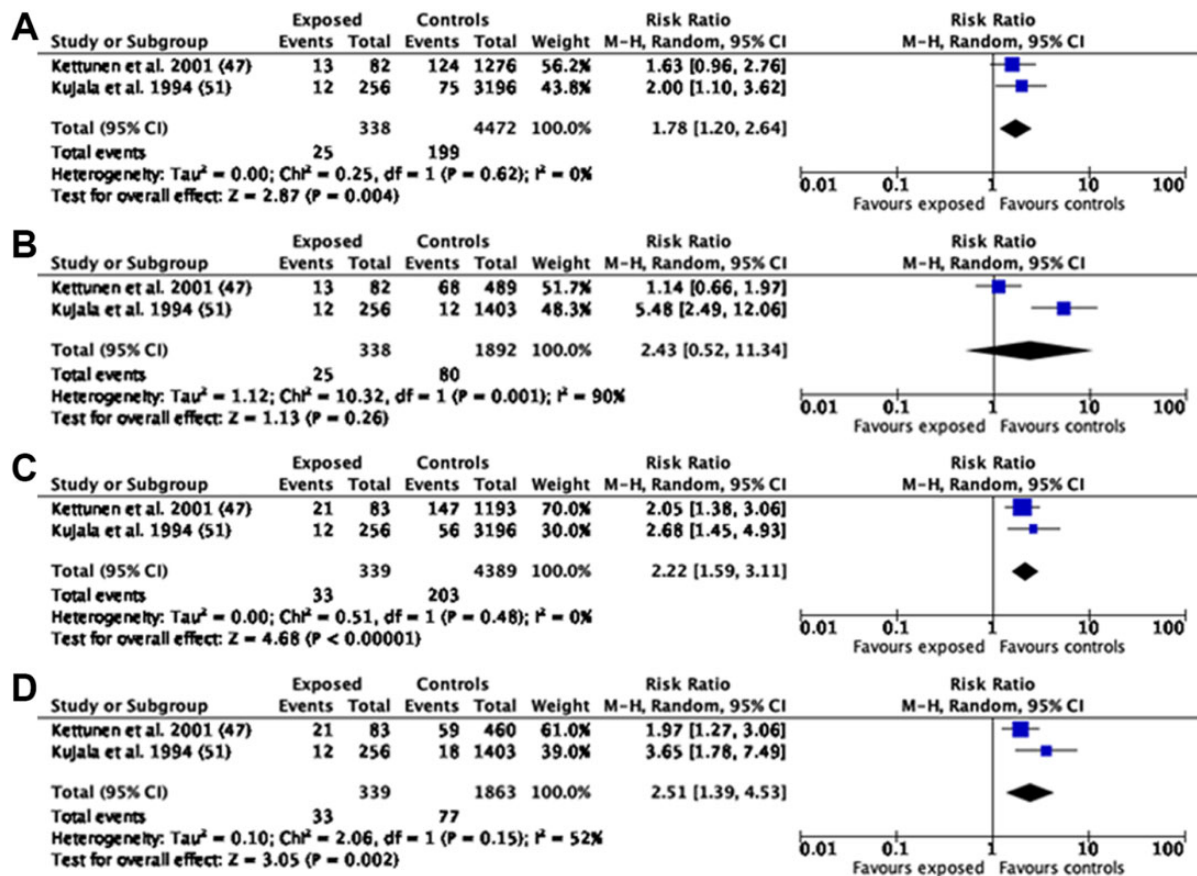 A
Exposed Controls Risk Ratio Risk Ratio
Study or Subgroup Events Total Events Total Weight M-H, Random, 95% CI M-H, Random, 95% CI
Kettunen et al. 2001 (47) 13 82 124 1276 56.2% 1.63 [0.96, 2.76]
Kujala et al. 1994 (51) 12 256 75 3196 43.8% 2.00 [1.10, 3.62]
Total (95% CI) 338 4472 100.0% 1.78 [1.20, 2.64]
Total events 25 199
Heterogeneity: Tau² = 0.00; Chi² = 0.25, df = 1 (P = 0.62); I² = 0%
Test for overall effect: Z = 2.87 (P = 0.004)
0.01 0.1 1 10 100
Favours exposed Favours controls
B
Exposed Controls Risk Ratio Risk Ratio
Study or Subgroup Events Total Events Total Weight M-H, Random, 95% CI M-H, Random, 95% CI
Kettunen et al. 2001 (47) 13 82 68 489 51.7% 1.14 [0.66, 1.97]
Kujala et al. 1994 (51) 12 256 12 1403 48.3% 5.48 [2.49, 12.06]
Total (95% CI) 338 1892 100.0% 2.43 [0.52, 11.34]
Total events 25 80
Heterogeneity: Tau² = 1.12; Chi² = 10.32, df = 1 (P = 0.001); I² = 90%
Test for overall effect: Z = 1.13 (P = 0.26)
0.01 0.1 1 10 100
Favours exposed Favours controls
C
Exposed Controls Risk Ratio Risk Ratio
Study or Subgroup Events Total Events Total Weight M-H, Random, 95% CI M-H, Random, 95% CI
Kettunen et al. 2001 (47) 21 83 147 1193 70.0% 2.05 [1.38, 3.06]
Kujala et al. 1994 (51) 12 256 56 3196 30.0% 2.68 [1.45, 4.93]
Total (95% CI) 339 4389 100.0% 2.22 [1.59, 3.11]
Total events 33 203
Heterogeneity: Tau² = 0.00; Chi² = 0.51, df = 1 (P = 0.48); I² = 0%
Test for overall effect: Z = 4.68 (P < 0.00001)
0.01 0.1 1 10 100
Favours exposed Favours controls
D
Exposed Controls Risk Ratio Risk Ratio
Study or Subgroup Events Total Events Total Weight M-H, Random, 95% CI M-H, Random, 95% CI
Kettunen et al. 2001 (47) 21 83 59 460 61.0% 1.97 [1.27, 3.06]
Kujala et al. 1994 (51) 12 256 18 1403 39.0% 3.65 [1.78, 7.49]
Total (95% CI) 339 1863 100.0% 2.51 [1.39, 4.53]
Total events 33 77
Heterogeneity: Tau² = 0.10; Chi² = 2.06, df = 1 (P = 0.15); I² = 52%
Test for overall effect: Z = 3.05 (P = 0.002)
0.01 0.1 1 10 100
Favours exposed Favours controls